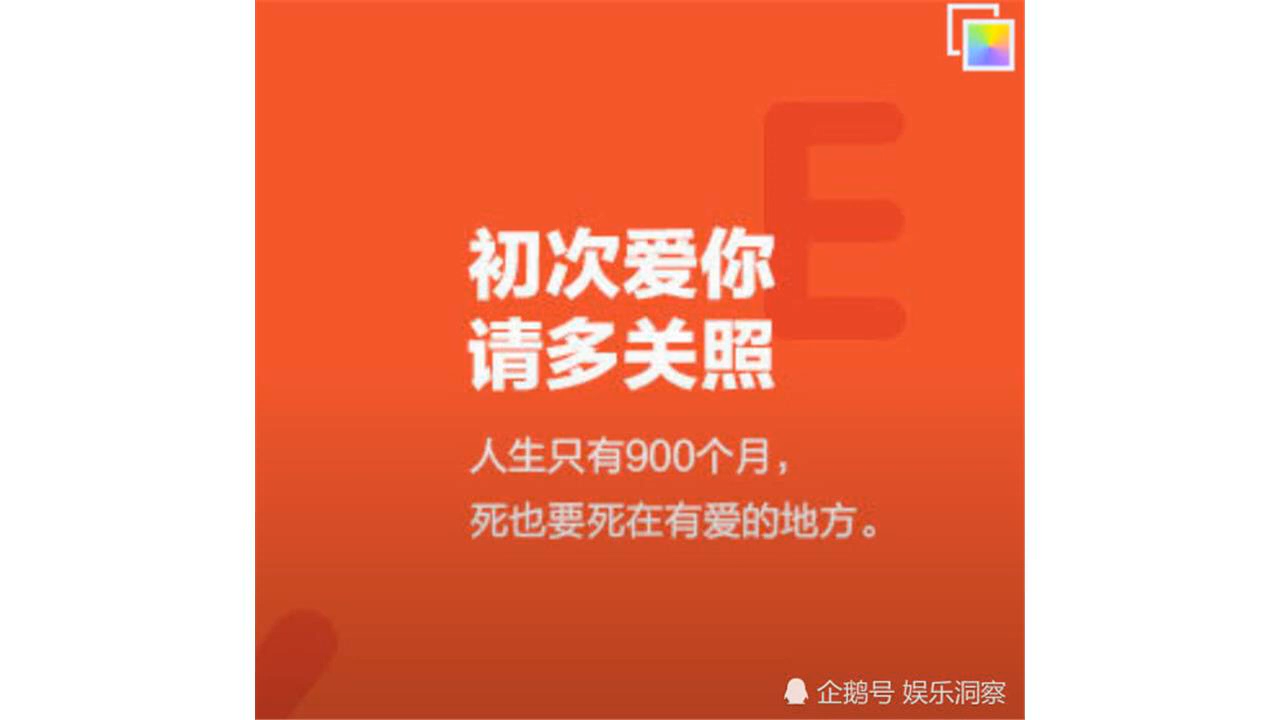 E
初次爱你
请多关照
人生只有900个月，
死也要死在有爱的地方。
企鹅号 娱乐洞察